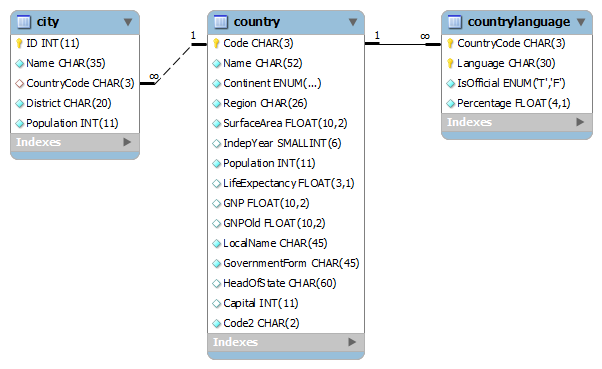 city
ID INT(11)
Name CHAR(35)
CountryCode CHAR(3)
District CHAR(20)
Population INT(11)
Indexes
1
∞
country
Code CHAR(3)
Name CHAR(52)
Continent ENUM(...)
Region CHAR(26)
SurfaceArea FLOAT(10,2)
IndepYear SMALLINT(6)
Population INT(11)
LifeExpectancy FLOAT(3,1)
GNP FLOAT(10,2)
GNPOld FLOAT(10,2)
LocalName CHAR(45)
GovernmentForm CHAR(45)
HeadOfState CHAR(60)
Capital INT(11)
Code2 CHAR(2)
Indexes
1
∞
countrylanguage
CountryCode CHAR(3)
Language CHAR(30)
IsOfficial ENUM('T','F')
Percentage FLOAT(4,1)
Indexes